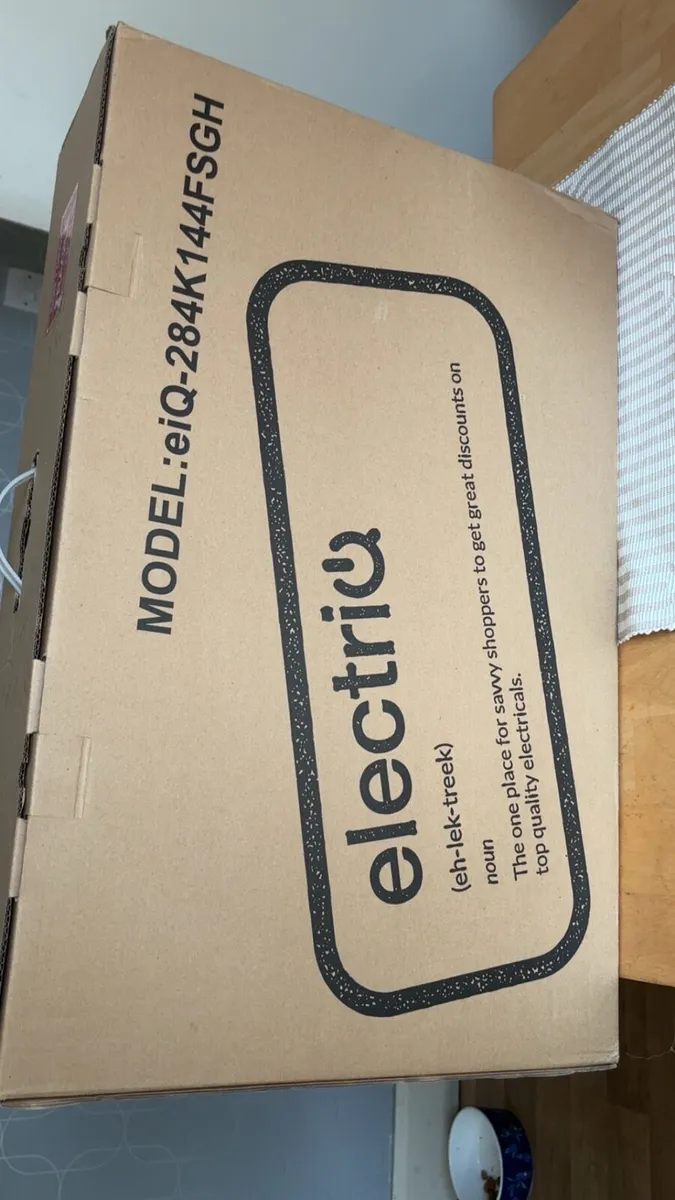 MODEL:eiQ-284K144FSGH
electriQ
(eh-lek-treek)
noun
The one place for savvy shoppers to get great discounts on
top quality electricals.